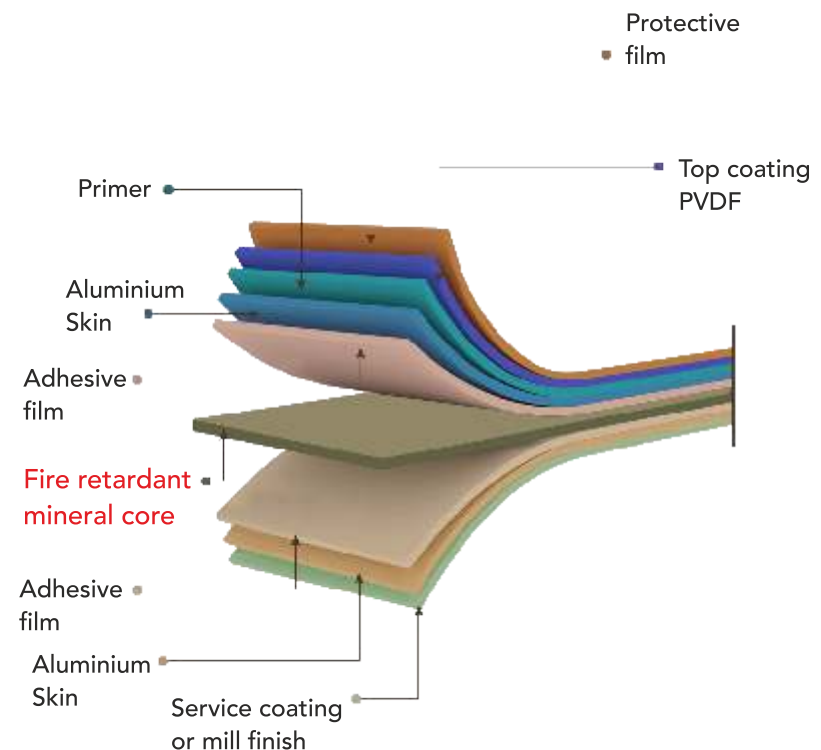 Protective
film
Top coating
PVDF
Primer
Aluminium
Skin
Adhesive
film
Fire retardant
mineral core
Adhesive
film
Aluminium
Skin
Service coating
or mill finish